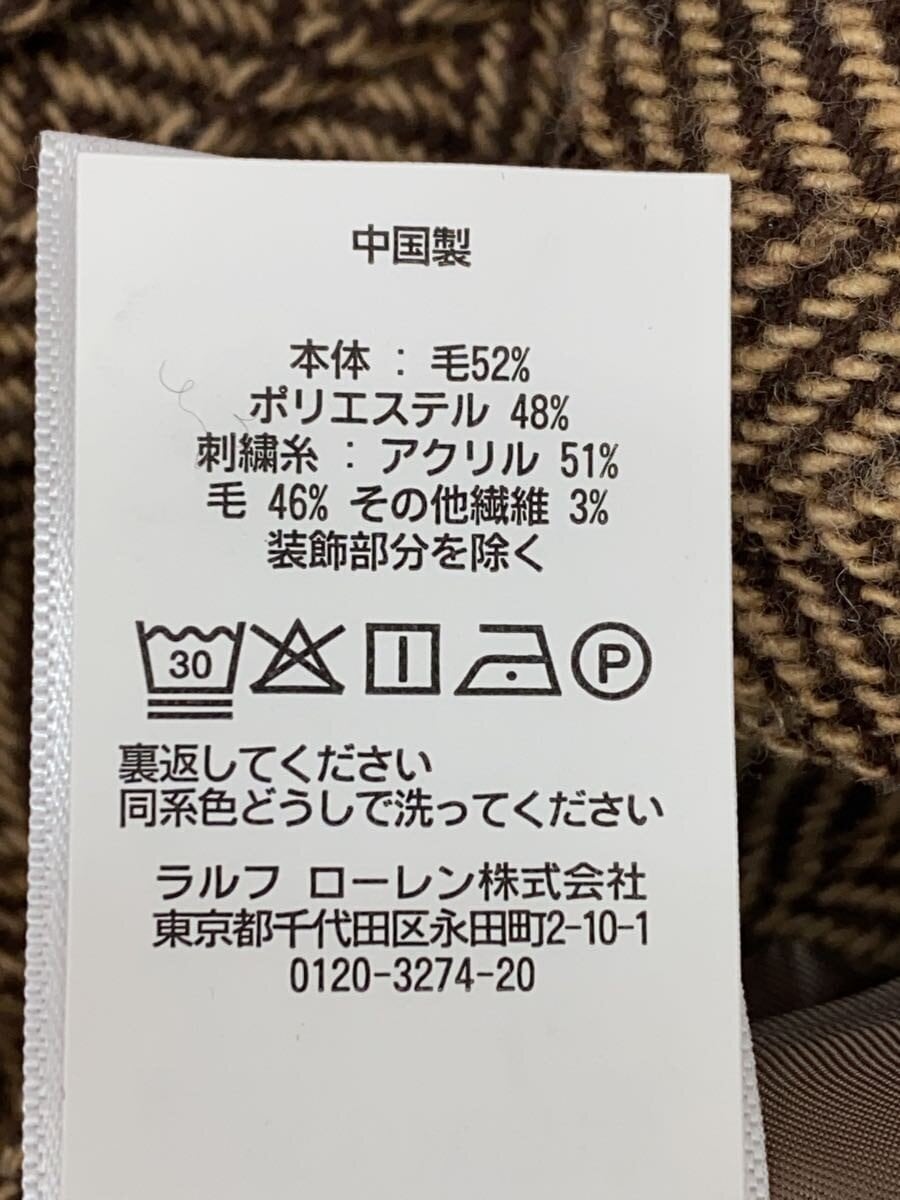 中国製
本体 : 毛52%
ポリエステル 48%
刺繍糸 : アクリル 51%
毛 46% その他繊維 3%
装飾部分を除く
30 P
裏返してください
同系色どうしで洗ってください
ラルフ ローレン株式会社
東京都千代田区永田町2-10-1
0120-3274-20